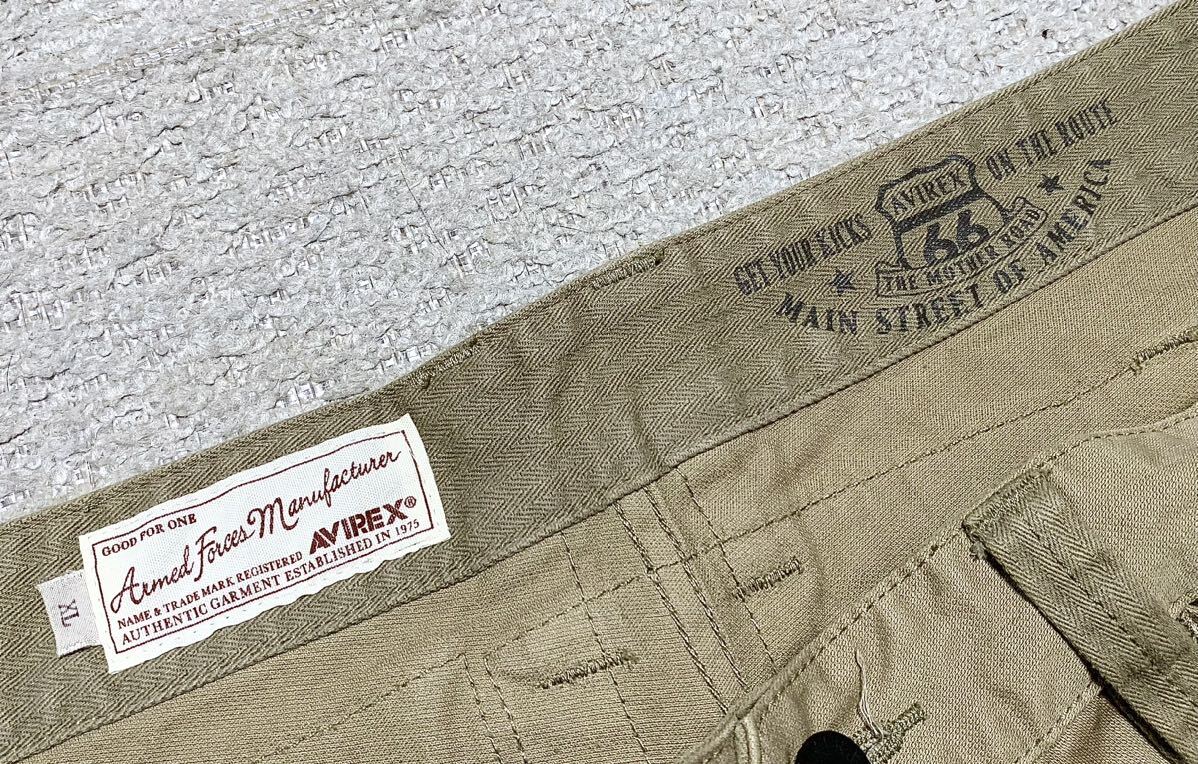 GOOD FOR ONE
Armed Forces Manufacturer
NAME & TRADE MARK REGISTERED AVIREX®
AUTHENTIC GARMENT ESTABLISHED IN 1975
XL
GET YOUR KICKS ON THE ROUTE
AVIREX
66
THE MOTHER ROAD
MAIN STREET OF AMERICA